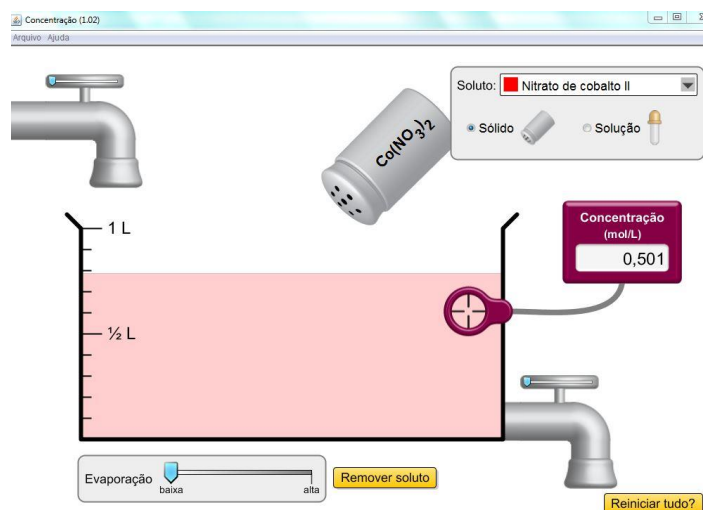 Concentração (1.02)
Arquivo Ajuda
Soluto: Nitrato de cobalto II
Sólido Solução
Co(NO3)2
1 L
Concentração
(mol/L)
0,501
½ L
Evaporação
baixa alta
Remover soluto
Reiniciar tudo?